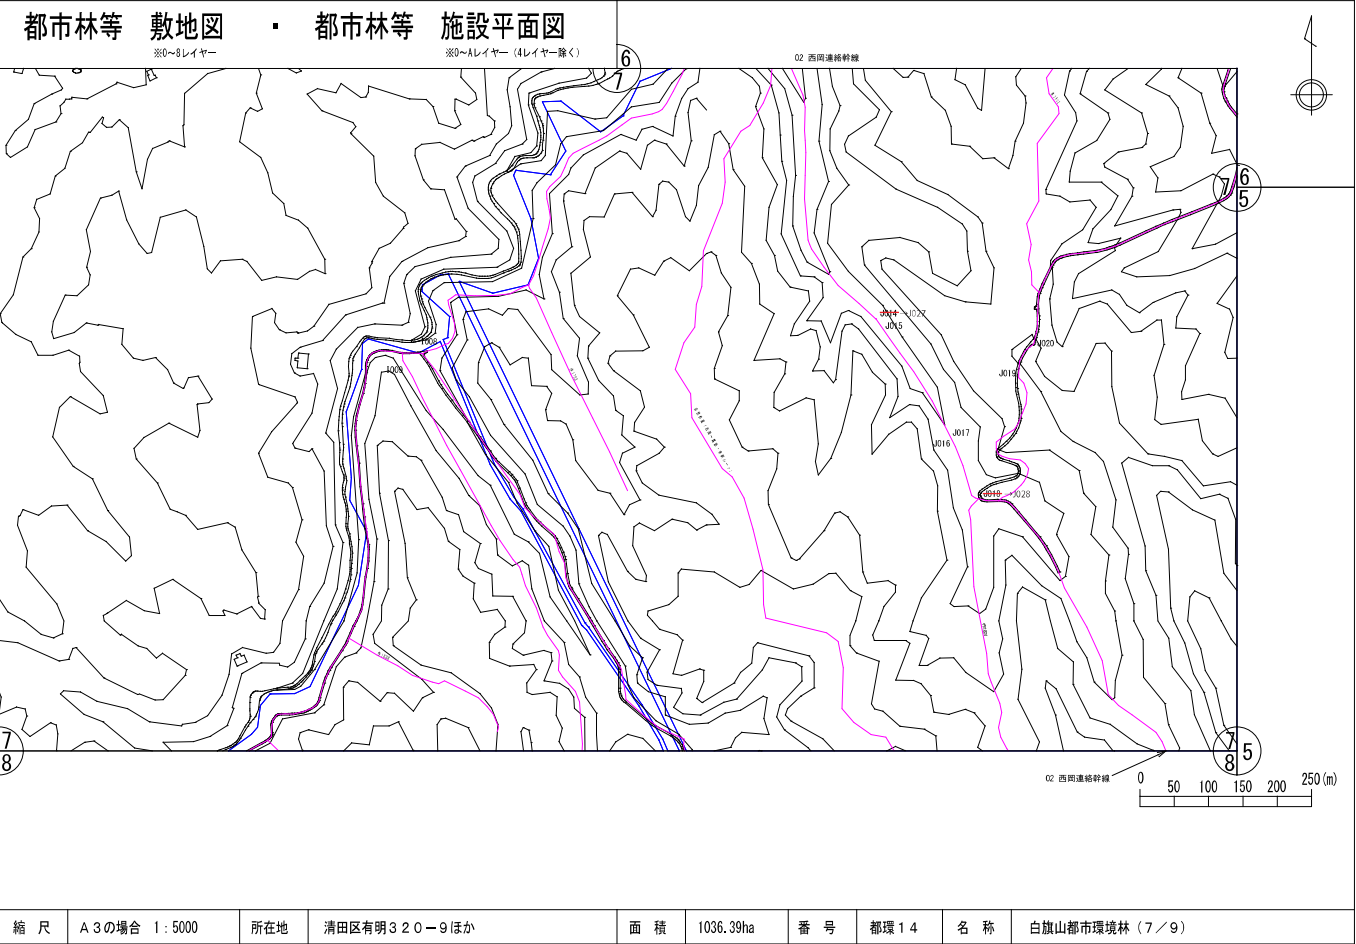 都市林等 敷地図 ・ 都市林等 施設平面図
※0~8レイヤー ※0~Aレイヤー（4レイヤー除く）
6
7
02 西岡連絡幹線
7 6
5
J014→J027
J015
J020
I008
I009
J019
J017
J016
J018→J028
7
8
7 5
8
02 西岡連絡幹線
0 50 100 150 200 250(m)
縮 尺 A3の場合 1:5000 所在地 清田区有明320-9ほか 面 積 1036.39ha 番 号 都環14 名 称 白旗山都市環境林（7／9）